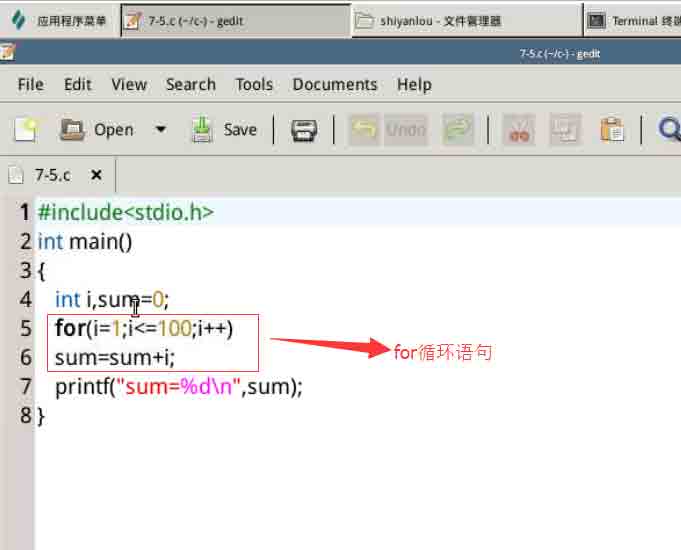 应用程序菜单 7-5.c (~/c-) - gedit shiyanlou - 文件管理器 Terminal 终端
7-5.c (~/c-) - gedit
File Edit View Search Tools Documents Help
Open Save Undo
7-5.c ×
1 #include<stdio.h>
2 int main()
3 {
4 int i,sum=0;
5 for(i=1;i<=100;i++)
6 sum=sum+i;
for循环语句
7 printf("sum=%d\n",sum);
8 }